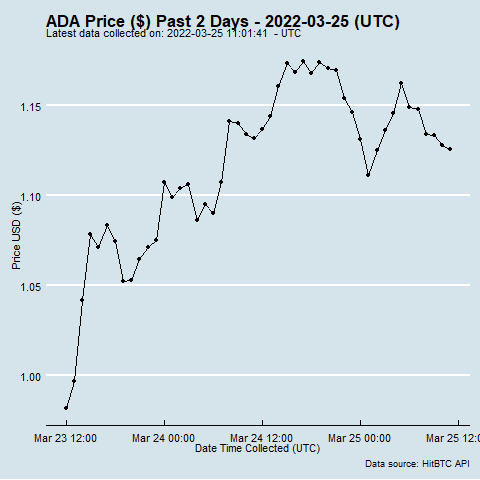 ADA Price ($) Past 2 Days - 2022-03-25 (UTC)
Latest data collected on: 2022-03-25 11:01:41 - UTC
1.15
1.10
1.05
1.00
Price USD ($)
Mar 23 12:00 Mar 24 00:00 Mar 24 12:00 Mar 25 00:00 Mar 25 12:00
Date Time Collected (UTC)
Data source: HitBTC API